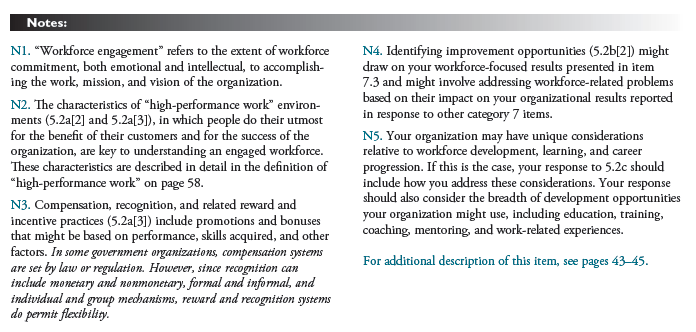 Notes:
N1. “Workforce engagement” refers to the extent of workforce
commitment, both emotional and intellectual, to accomplish-
ing the work, mission, and vision of the organization.
N2. The characteristics of “high-performance work” environ-
ments (5.2a[2] and 5.2a[3]), in which people do their utmost
for the benefit of their customers and for the success of the
organization, are key to understanding an engaged workforce.
These characteristics are described in detail in the definition of
“high-performance work” on page 58.
N3. Compensation, recognition, and related reward and
incentive practices (5.2a[3]) include promotions and bonuses
that might be based on performance, skills acquired, and other
factors. In some government organizations, compensation systems
are set by law or regulation. However, since recognition can
include monetary and nonmonetary, formal and informal, and
individual and group mechanisms, reward and recognition systems
do permit flexibility.
N4. Identifying improvement opportunities (5.2b[2]) might
draw on your workforce-focused results presented in item
7.3 and might involve addressing workforce-related problems
based on their impact on your organizational results reported
in response to other category 7 items.
N5. Your organization may have unique considerations
relative to workforce development, learning, and career
progression. If this is the case, your response to 5.2c should
include how you address these considerations. Your response
should also consider the breadth of development opportunities
your organization might use, including education, training,
coaching, mentoring, and work-related experiences.
For additional description of this item, see pages 43–45.